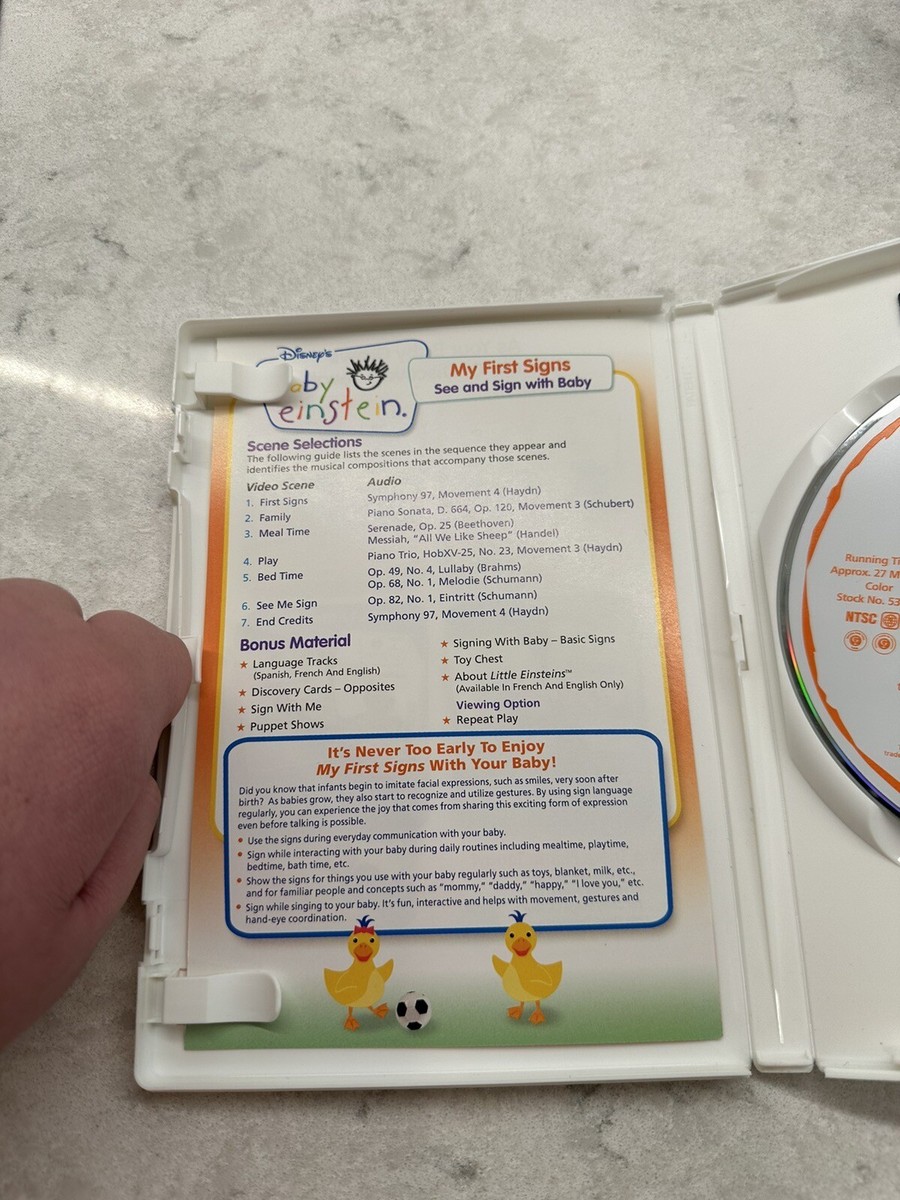 Disney's
by
einstein.
My First Signs
See and Sign with Baby
Scene Selections
The following guide lists the scenes in the sequence they appear and
identifies the musical compositions that accompany those scenes.
Video Scene Audio
1. First Signs Symphony 97, Movement 4 (Haydn)
2. Family Piano Sonata, D. 664, Op. 120, Movement 3 (Schubert)
3. Meal Time Serenade, Op. 25 (Beethoven)
Messiah, "All We Like Sheep" (Handel)
4. Play Piano Trio, HobXV-25, No. 23, Movement 3 (Haydn)
5. Bed Time Op. 49, No. 4, Lullaby (Brahms)
Op. 68, No. 1, Melodie (Schumann)
6. See Me Sign Op. 82, No. 1, Eintritt (Schumann)
7. End Credits Symphony 97, Movement 4 (Haydn)
Bonus Material
★ Language Tracks
(Spanish, French And English)
★ Discovery Cards – Opposites
★ Sign With Me
★ Puppet Shows
★ Signing With Baby – Basic Signs
★ Toy Chest
★ About Little Einsteins™
(Available In French And English Only)
Viewing Option
★ Repeat Play
It's Never Too Early To Enjoy
My First Signs With Your Baby!
Did you know that infants begin to imitate facial expressions, such as smiles, very soon after
birth? As babies grow, they also start to recognize and utilize gestures. By using sign language
regularly, you can experience the joy that comes from sharing this exciting form of expression
even before talking is possible.
• Use the signs during everyday communication with your baby.
• Sign while interacting with your baby during daily routines including mealtime, playtime,
bedtime, bath time, etc.
• Show the signs for things you use with your baby regularly such as toys, blanket, milk, etc.,
and for familiar people and concepts such as "mommy," "daddy," "happy," "I love you," etc.
• Sign while singing to your baby. It's fun, interactive and helps with movement, gestures and
hand-eye coordination.
Running Ti
Approx. 27 M
Color
Stock No. 53
NTSC